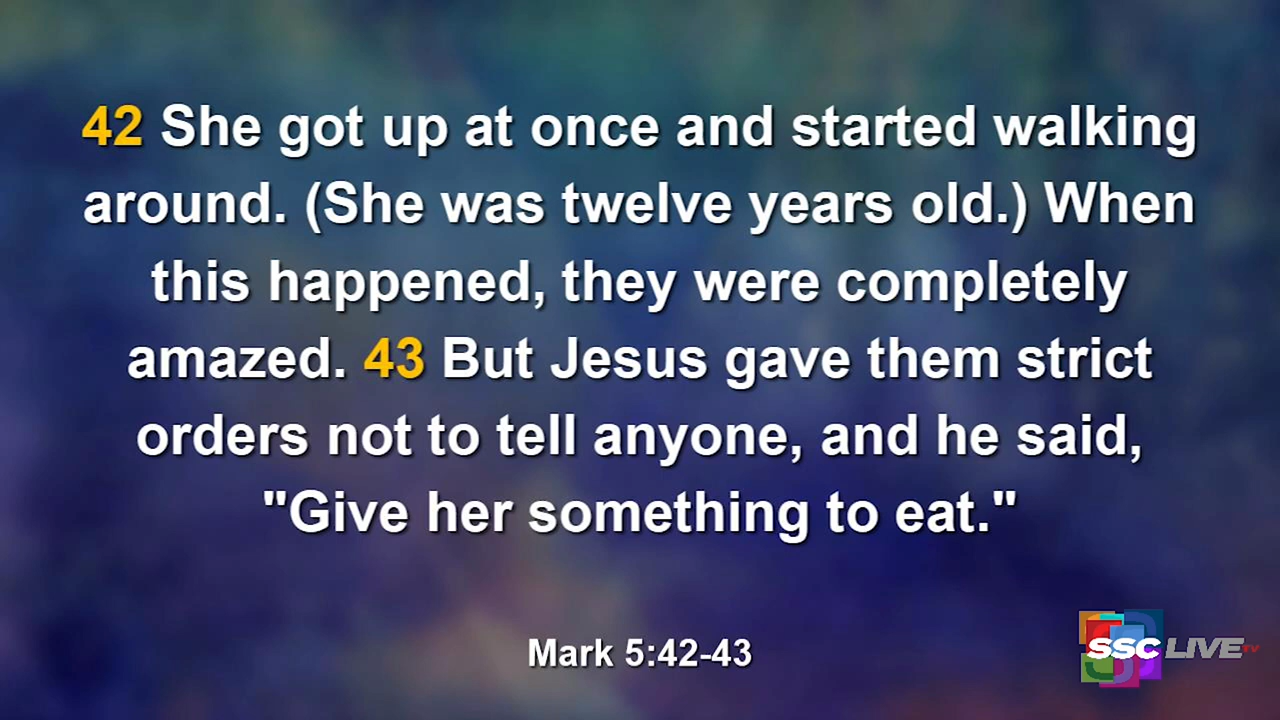 42 She got up at once and started walking
around. (She was twelve years old.) When
this happened, they were completely
amazed. 43 But Jesus gave them strict
orders not to tell anyone, and he said,
"Give her something to eat."
Mark 5:42-43
SSC LIVE TV